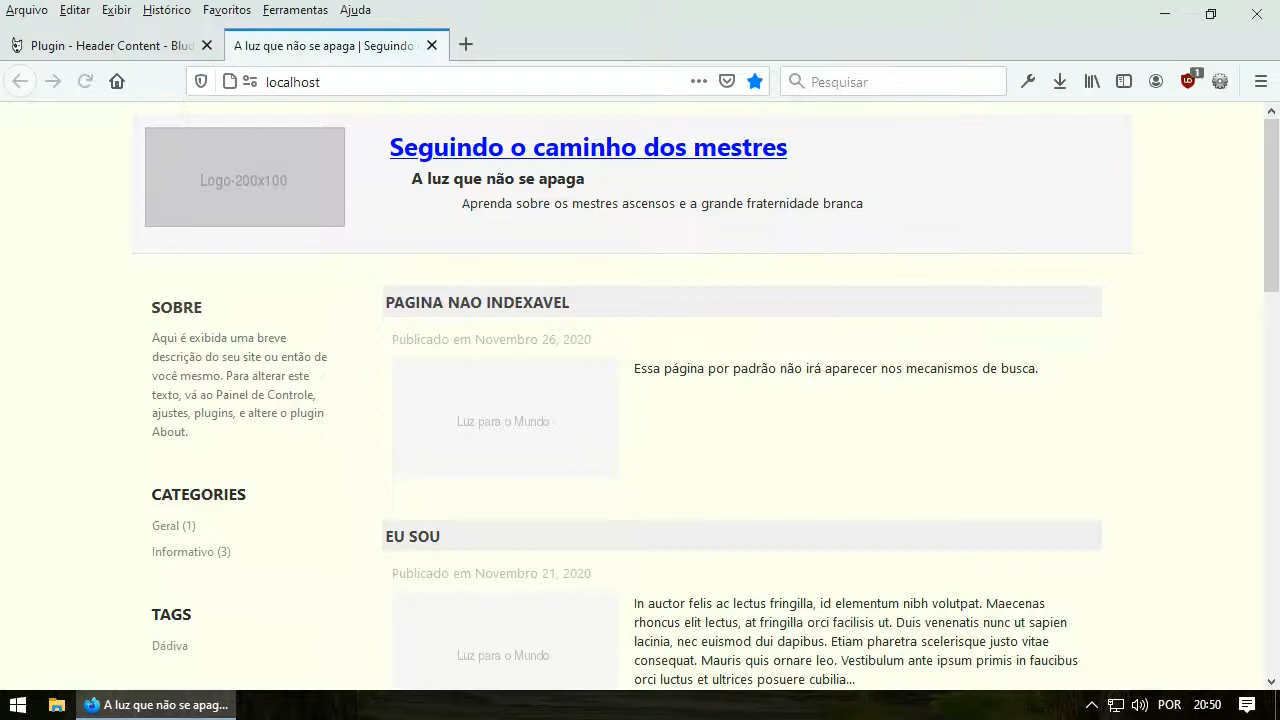 Arquivo Editar Exibir Histórico Favoritos Ferramentas Ajuda
Plugin - Header Content - Blud
A luz que não se apaga | Seguindo
localhost
Pesquisar
1
Logo-200x100
Seguindo o caminho dos mestres
A luz que não se apaga
Aprenda sobre os mestres ascensos e a grande fraternidade branca
SOBRE
Aqui é exibida uma breve
descrição do seu site ou então de
você mesmo. Para alterar este
texto, vá ao Painel de Controle,
ajustes, plugins, e altere o plugin
About.
CATEGORIES
Geral (1)
Informativo (3)
TAGS
Dádiva
PAGINA NAO INDEXAVEL
Publicado em Novembro 26, 2020
Luz para o Mundo
Essa página por padrão não irá aparecer nos mecanismos de busca.
EU SOU
Publicado em Novembro 21, 2020
Luz para o Mundo
In auctor felis ac lectus fringilla, id elementum nibh volutpat. Maecenas
rhoncus elit lectus, at fringilla orci facilisis ut. Duis venenatis nunc ut sapien
lacinia, nec euismod dui dapibus. Etiam pharetra scelerisque justo vitae
consequat. Mauris quis ornare leo. Vestibulum ante ipsum primis in faucibus
orci luctus et ultrices posuere cubilia...
A luz que não se apag...
POR 20:50